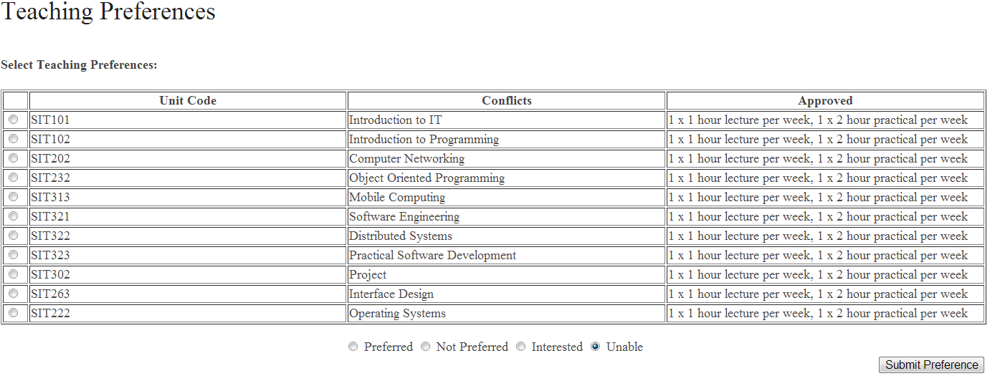 Teaching Preferences
Select Teaching Preferences:
Unit Code Conflicts Approved
SIT101 Introduction to IT 1 x 1 hour lecture per week, 1 x 2 hour practical per week
SIT102 Introduction to Programming 1 x 1 hour lecture per week, 1 x 2 hour practical per week
SIT202 Computer Networking 1 x 1 hour lecture per week, 1 x 2 hour practical per week
SIT232 Object Oriented Programming 1 x 1 hour lecture per week, 1 x 2 hour practical per week
SIT313 Mobile Computing 1 x 1 hour lecture per week, 1 x 2 hour practical per week
SIT321 Software Engineering 1 x 1 hour lecture per week, 1 x 2 hour practical per week
SIT322 Distributed Systems 1 x 1 hour lecture per week, 1 x 2 hour practical per week
SIT323 Practical Software Development 1 x 1 hour lecture per week, 1 x 2 hour practical per week
SIT302 Project 1 x 1 hour lecture per week, 1 x 2 hour practical per week
SIT263 Interface Design 1 x 1 hour lecture per week, 1 x 2 hour practical per week
SIT222 Operating Systems 1 x 1 hour lecture per week, 1 x 2 hour practical per week
Preferred Not Preferred Interested Unable
Submit Preference